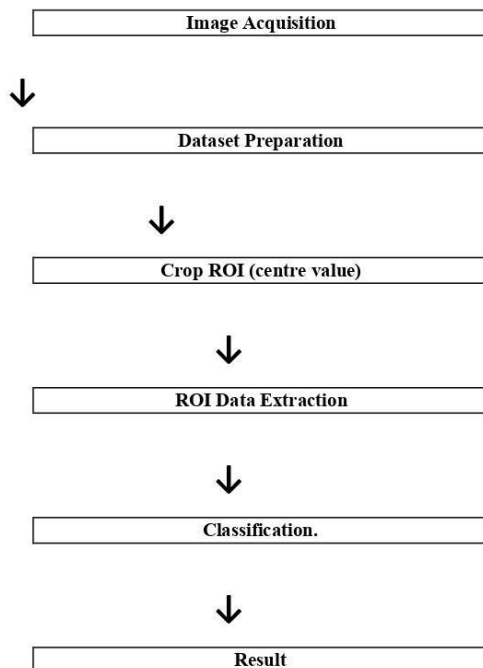 Image Acquisition
Dataset Preparation
Crop ROI (centre value)
ROI Data Extraction
Classification.
Result